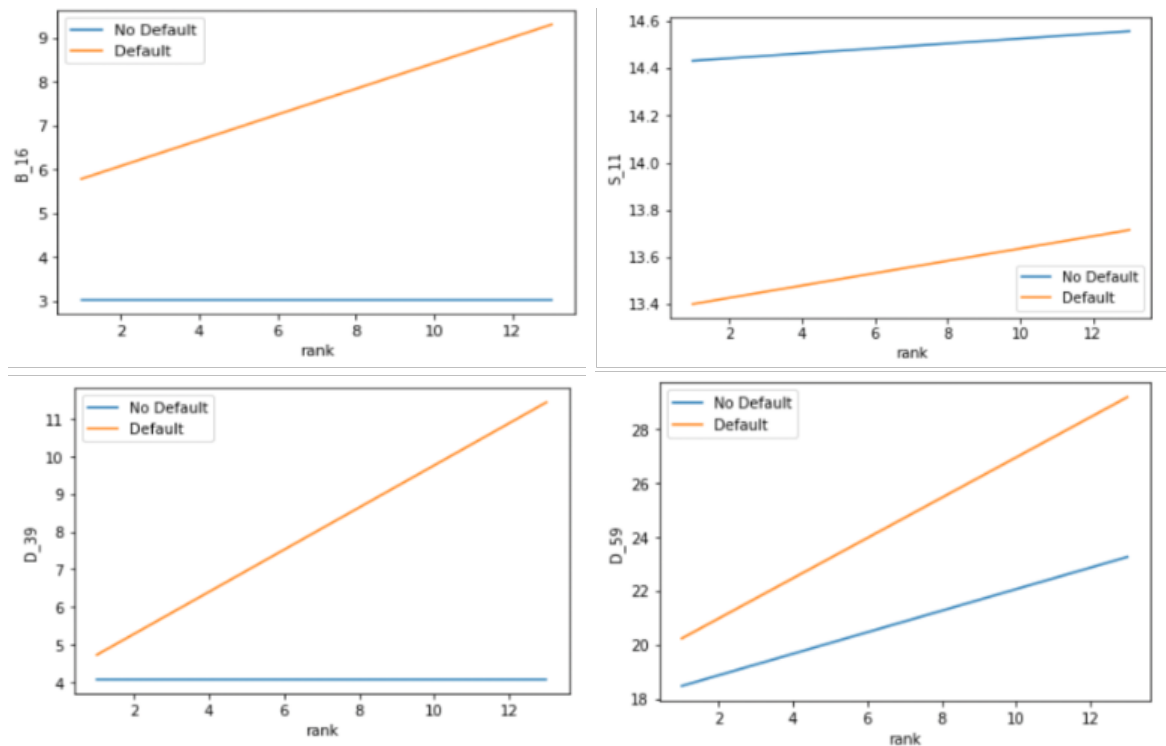 No Default
Default
9
8
7
6
5
4
3
B_16
2 4 6 8 10 12
rank
14.6
14.4
14.2
14.0
13.8
13.6
13.4
S_11
No Default
Default
2 4 6 8 10 12
rank
No Default
Default
11
10
9
8
7
6
5
4
D_39
2 4 6 8 10 12
rank
No Default
Default
28
26
24
22
20
18
D_59
2 4 6 8 10 12
rank